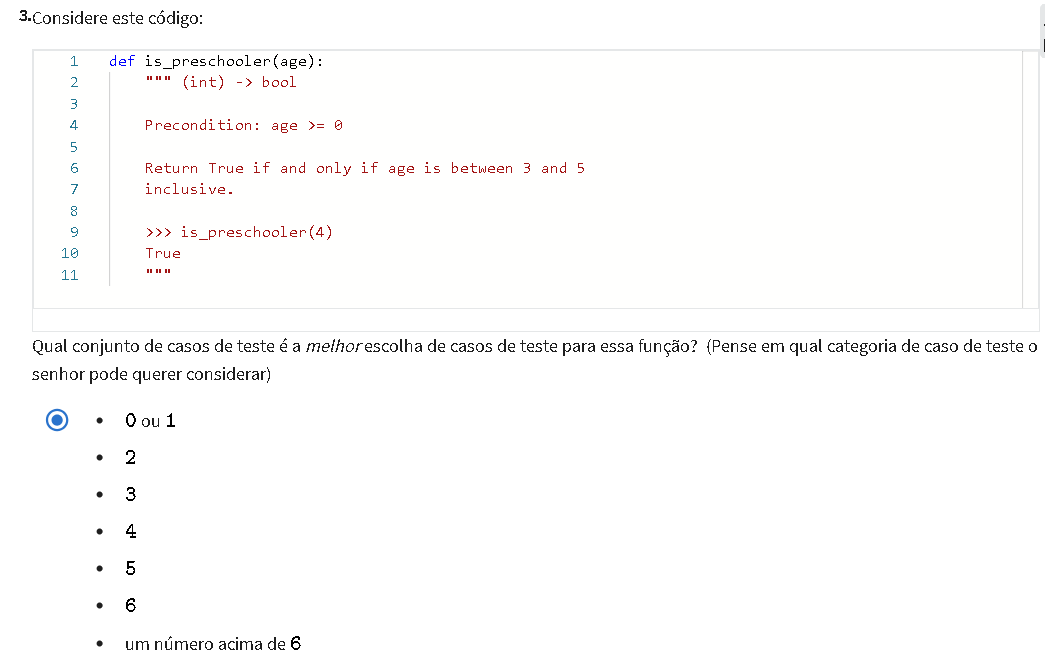 3.Considere este código:
1 def is_preschooler(age):
2 """ (int) -> bool
3
4 Precondition: age >= 0
5
6 Return True if and only if age is between 3 and 5
7 inclusive.
8
9 >>> is_preschooler(4)
10 True
11 """
Qual conjunto de casos de teste é a melhor escolha de casos de teste para essa função? (Pense em qual categoria de caso de teste o
senhor pode querer considerar)
• 0 ou 1
• 2
• 3
• 4
• 5
• 6
• um número acima de 6